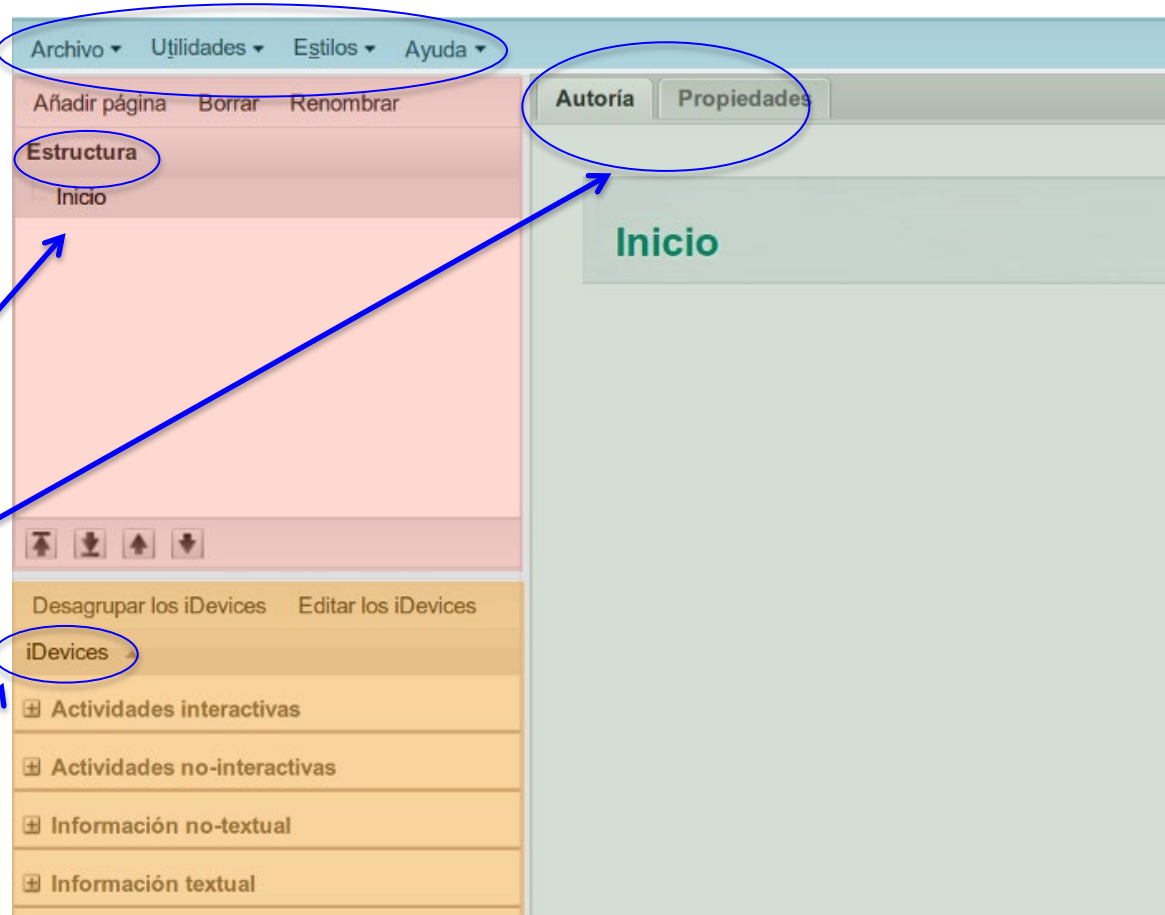 Archivo Utilidades Estilos Ayuda
Añadir página Borrar Renombrar
Estructura
Inicio
Autoría Propiedades
Inicio
Desagrupar los iDevices Editar los iDevices
iDevices
Actividades interactivas
Actividades no-interactivas
Información no-textual
Información textual